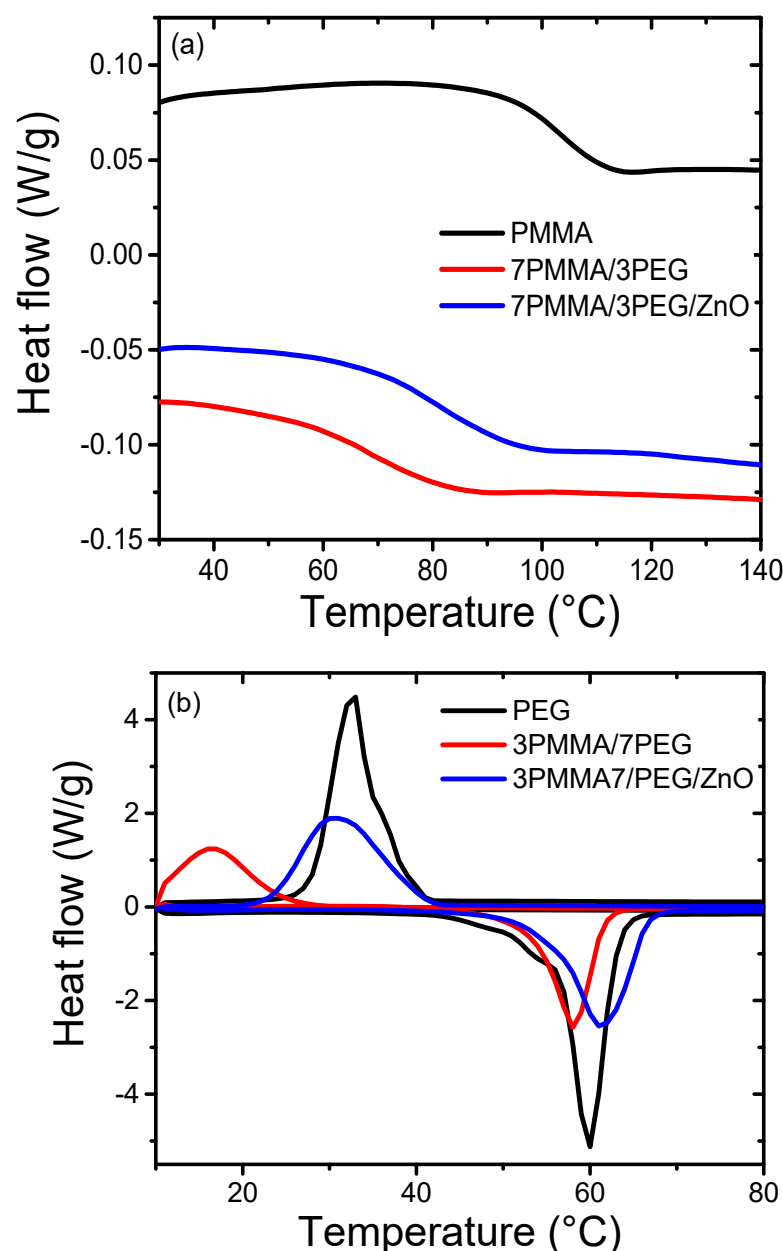 (a)
0.10
0.05
0.00
-0.05
-0.10
-0.15
Heat flow (W/g)
PMMA
7PMMA/3PEG
7PMMA/3PEG/ZnO
40 60 80 100 120 140
Temperature (°C)
(b)
4
2
0
-2
-4
Heat flow (W/g)
PEG
3PMMA/7PEG
3PMMA7/PEG/ZnO
20 40 60 80
Temperature (°C)